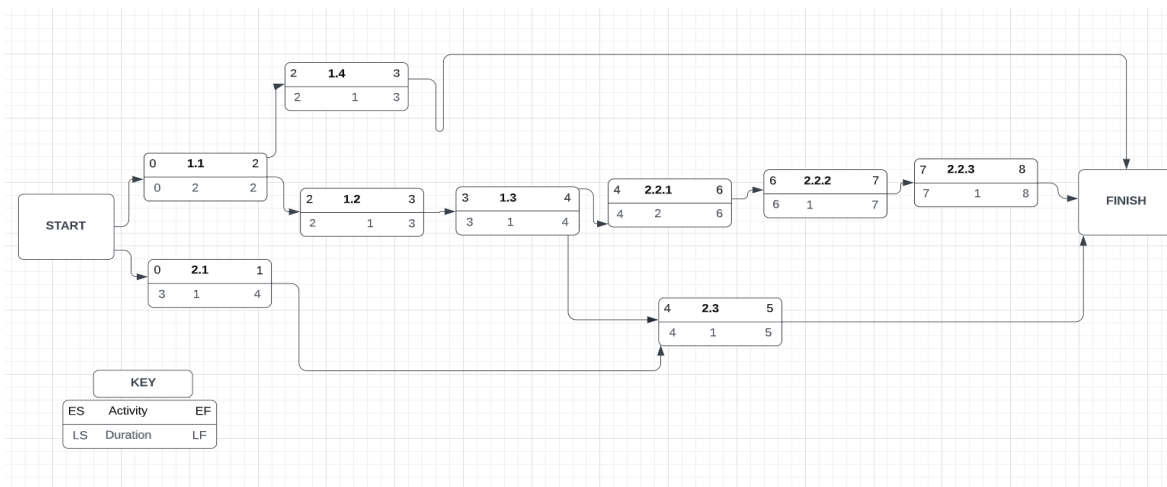 2 1.4 3
2 1 3
0 1.1 2
0 2 2
START
2 1.2 3
2 1 3
3 1.3 4
3 1 4
4 2.2.1 6
4 2 6
6 2.2.2 7
6 1 7
7 2.2.3 8
7 1 8
FINISH
0 2.1 1
3 1 4
4 2.3 5
4 1 5
KEY
ES Activity EF
LS Duration LF